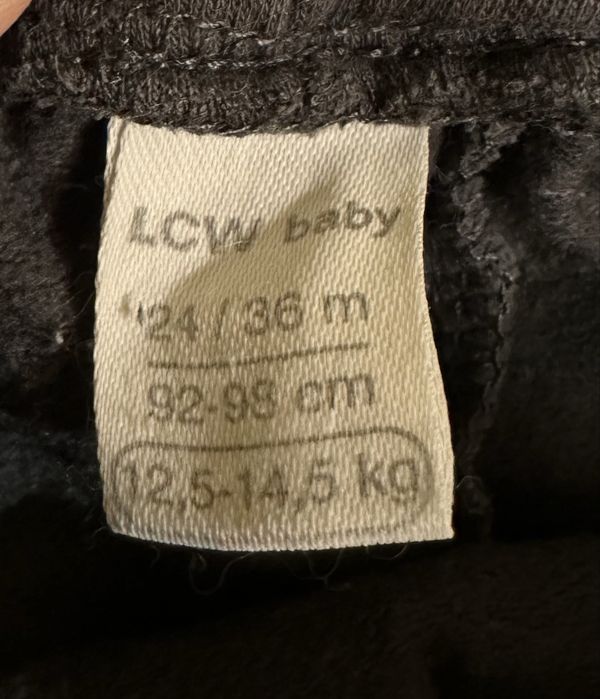 LCW baby
24 / 36 m
92-98 cm
12,5-14,5 kg